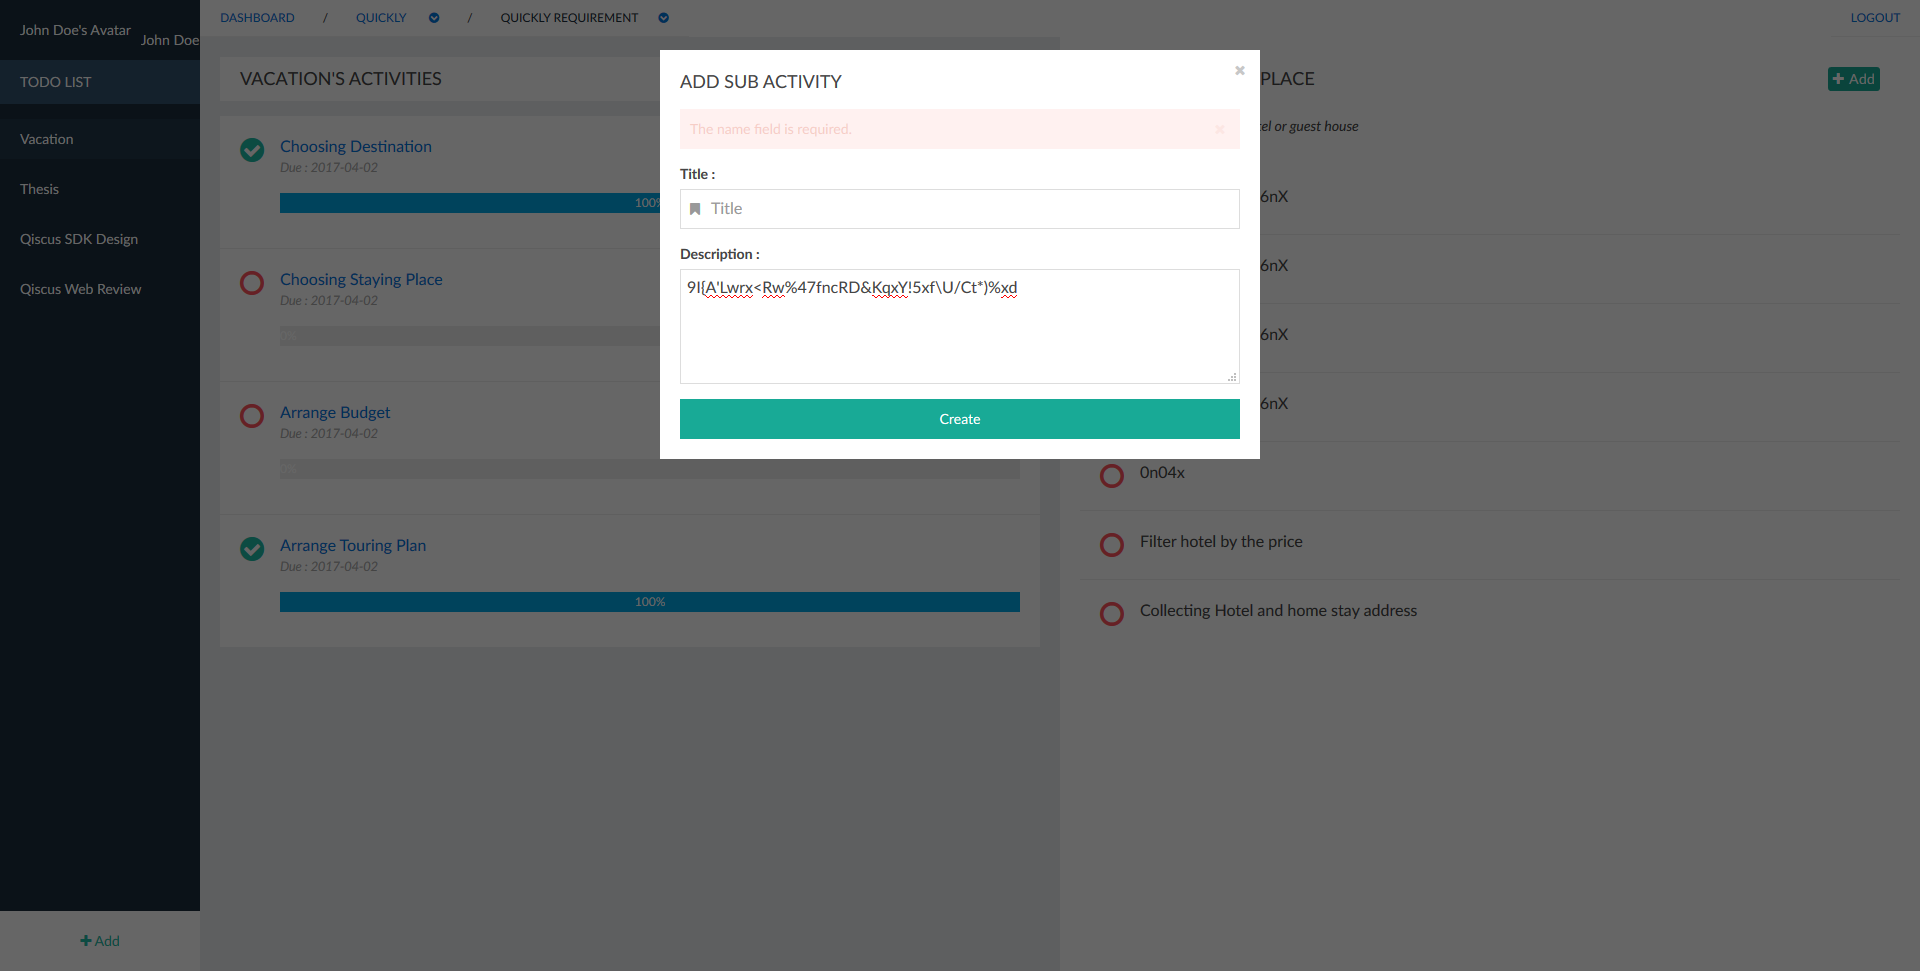 John Doe's Avatar
John Doe
TODO LIST
Vacation
Thesis
Qiscus SDK Design
Qiscus Web Review
+ Add
DASHBOARD / QUICKLY / QUICKLY REQUIREMENT
LOGOUT
VACATION'S ACTIVITIES
Choosing Destination
Due : 2017-04-02
100%
Choosing Staying Place
Due : 2017-04-02
0%
Arrange Budget
Due : 2017-04-02
0%
Arrange Touring Plan
Due : 2017-04-02
100%
ADD SUB ACTIVITY
The name field is required.
Title :
Title
Description :
9I{A'Lwrx<Rw%47fncRD&KqxY!5xf\U/Ct*)%xd
Create
PLACE
+ Add
el or guest house
6nX
6nX
6nX
6nX
0n04x
Filter hotel by the price
Collecting Hotel and home stay address